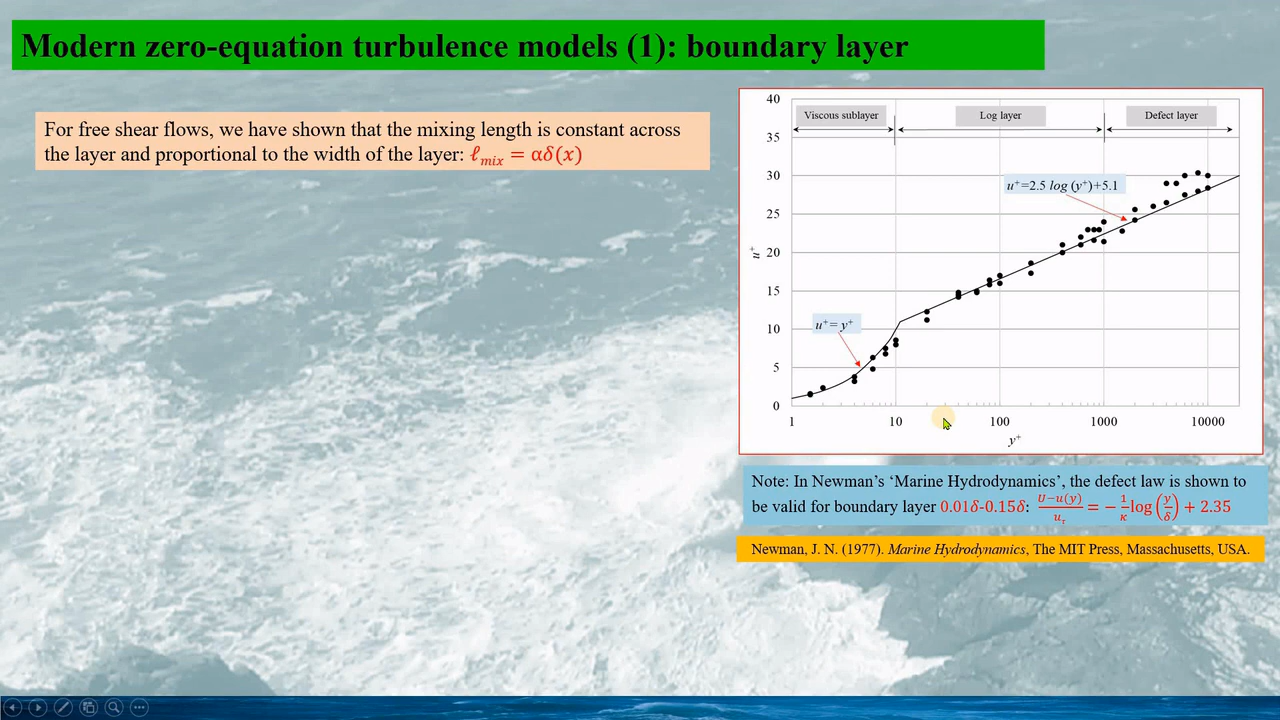 Modern zero-equation turbulence models (1): boundary layer
For free shear flows, we have shown that the mixing length is constant across
the layer and proportional to the width of the layer: ℓ_mix = αδ(x)
40
35
30
25
20
15
10
5
0
u⁺
Viscous sublayer
Log layer
Defect layer
u⁺=2.5 log (y⁺)+5.1
u⁺= y⁺
1
10
100
1000
10000
y⁺
Note: In Newman's ‘Marine Hydrodynamics’, the defect law is shown to
be valid for boundary layer 0.01δ-0.15δ: (U−u(y))/u_τ = −(1/κ)log(y/δ) + 2.35
Newman, J. N. (1977). Marine Hydrodynamics, The MIT Press, Massachusetts, USA.